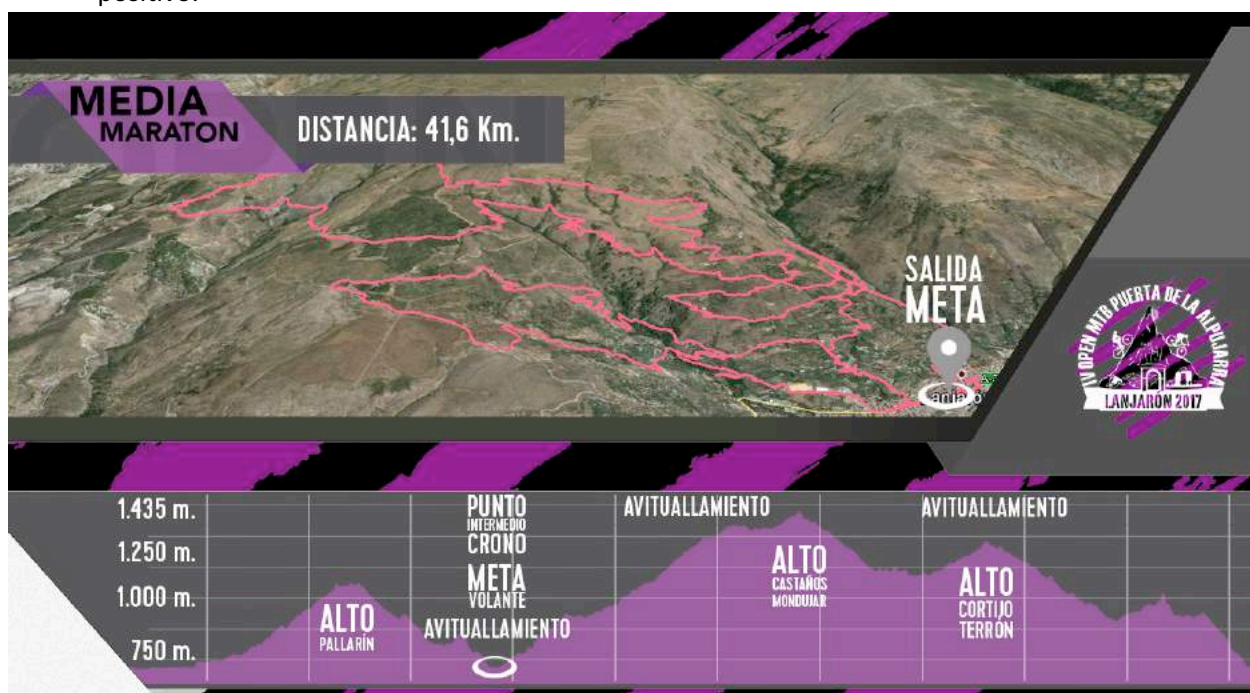 MEDIA
MARATON
DISTANCIA: 41,6 Km.
SALIDA
META
IV OPEN MTB PUERTA DE LA ALPUJARRA
LANJARÓN 2017
1.435 m.
1.250 m.
1.000 m.
750 m.
ALTO
PALLARÍN
PUNTO
INTERMEDIO
CRONO
META
VOLANTE
AVITUALLAMIENTO
AVITUALLAMIENTO
ALTO
CASTAÑOS
MONDUJAR
AVITUALLAMIENTO
ALTO
CORTIJO
TERRÓN